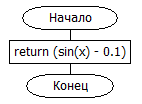 Начало
return (sin(x) - 0.1)
Конец